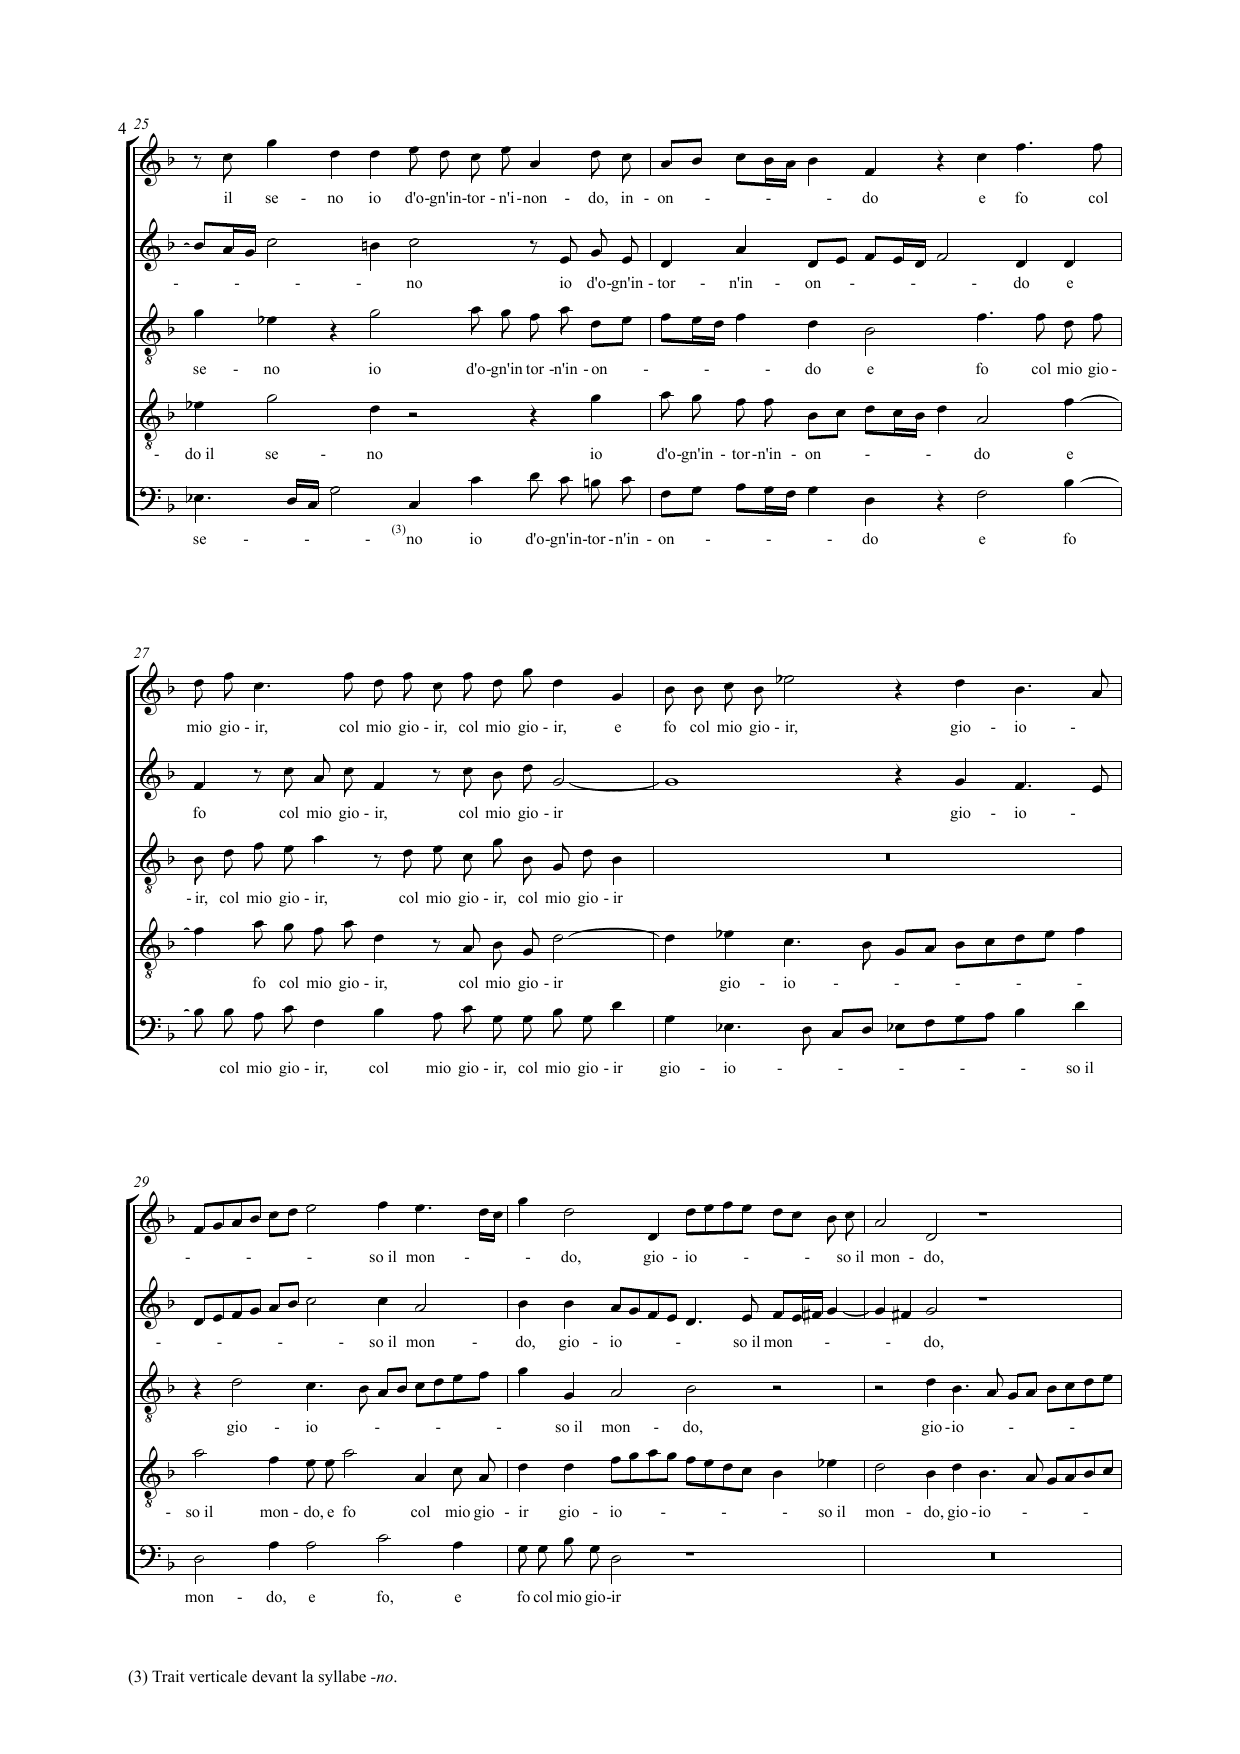 4
25
il se - no io d'o-gn'in-tor - n'i-non - do, in - on - - - - do e fo col
- - - - no io d'o-gn'in - tor - n'in - on - - - do e
se - no io d'o-gn'in tor -n'in - on - - - do e fo col mio gio -
- do il se - no io d'o-gn'in - tor-n'in - on - - do e
se - - - no io d'o-gn'in-tor -n'in - on - - - do e fo
(3)
27
mio gio - ir, col mio gio - ir, col mio gio - ir, e fo col mio gio - ir, gio - io -
fo col mio gio - ir, col mio gio - ir gio - io -
- ir, col mio gio - ir, col mio gio - ir, col mio gio - ir
fo col mio gio - ir, col mio gio - ir gio - io - - - - -
col mio gio - ir, col mio gio - ir, col mio gio - ir gio - io - - - - - so il
29
- - - so il mon - - do, gio - io - - so il mon - do,
- - - - so il mon - do, gio - io - so il mon - - do,
gio - io - - - so il mon - do, gio -io - - -
- so il mon - do, e fo col mio gio - ir gio - io - - - so il mon - do, gio -io - - -
mon - do, e fo, e fo col mio gio-ir
(3) Trait verticale devant la syllabe -no.